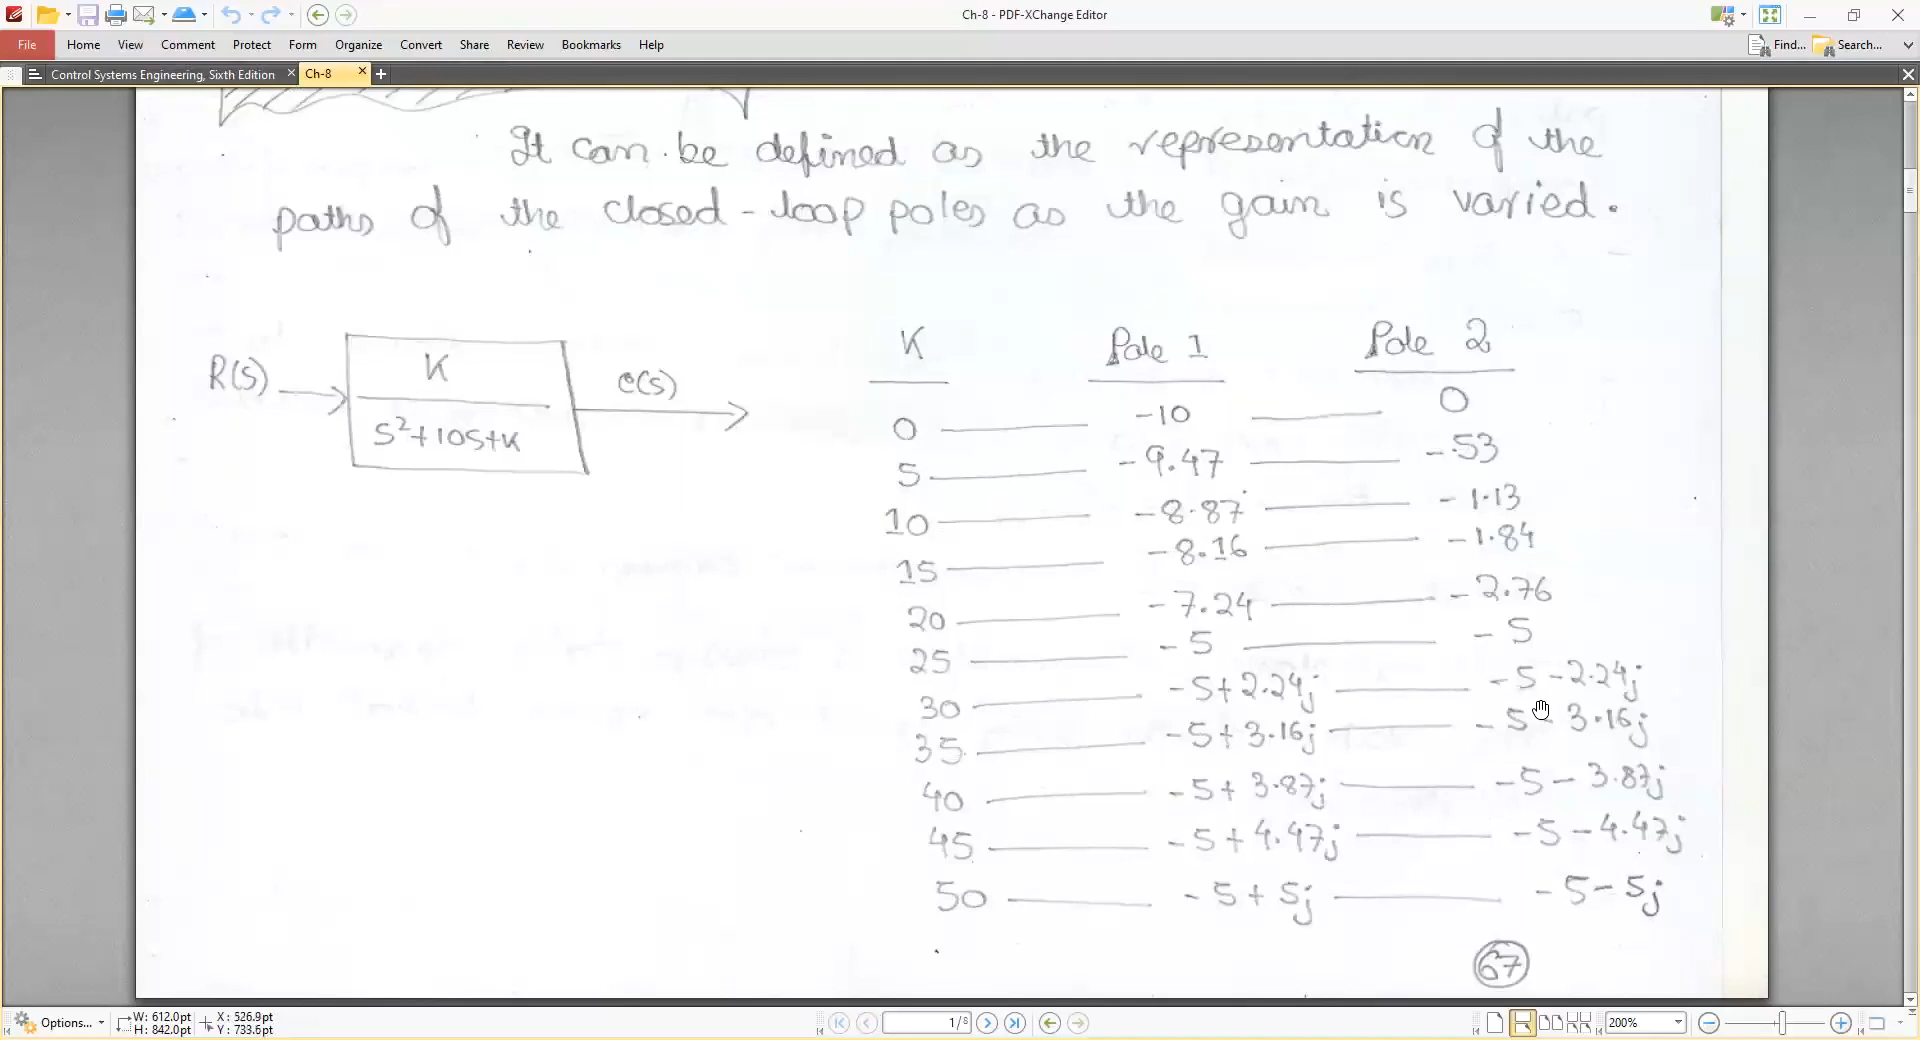 Ch-8 - PDF-XChange Editor
File Home View Comment Protect Form Organize Convert Share Review Bookmarks Help Find... Search...
Control Systems Engineering, Sixth Edition Ch-8
It can be defined as the representation of the
paths of the closed-loop poles as the gain is varied.
R(s) K / s²+10s+K C(s)
K Pole 1 Pole 2
0 -10 0
5 -9.47 -.53
10 -8.87 -1.13
15 -8.16 -1.84
20 -7.24 -2.76
25 -5 -5
30 -5+2.24j -5-2.24j
35 -5+3.16j -5-3.16j
40 -5+3.87j -5-3.87j
45 -5+4.47j -5-4.47j
50 -5+5j -5-5j
67
Options... W: 612.0pt X: 526.9pt 1/8 200%
H: 842.0pt Y: 733.6pt